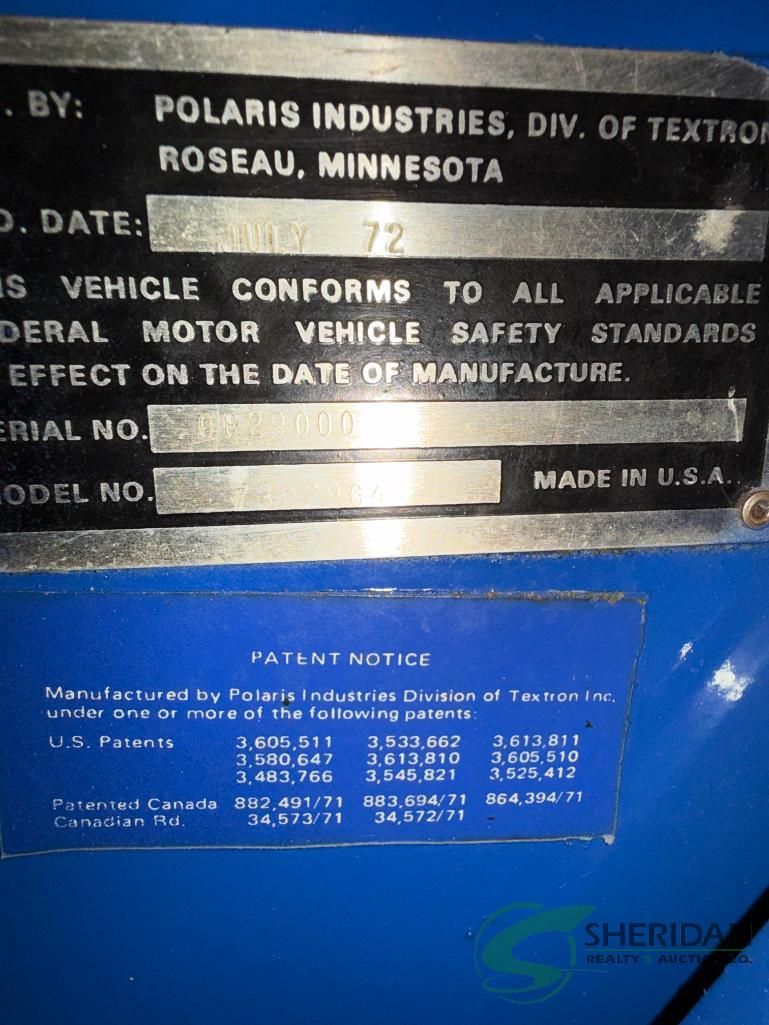 . BY: POLARIS INDUSTRIES, DIV. OF TEXTRON
ROSEAU, MINNESOTA
D. DATE: JULY 72
IS VEHICLE CONFORMS TO ALL APPLICABLE
DERAL MOTOR VEHICLE SAFETY STANDARDS
EFFECT ON THE DATE OF MANUFACTURE.
ERIAL NO. 0829000
ODEL NO. MADE IN U.S.A.
PATENT NOTICE
Manufactured by Polaris Industries Division of Textron Inc.
under one or more of the following patents:
U.S. Patents 3,605,511 3,533,662 3,613,811
3,580,647 3,613,810 3,605,510
3,483,766 3,545,821 3,525,412
Patented Canada 882,491/71 883,694/71 864,394/71
Canadian Rd. 34,573/71 34,572/71
SHERIDAN
REALTY & AUCTION CO.